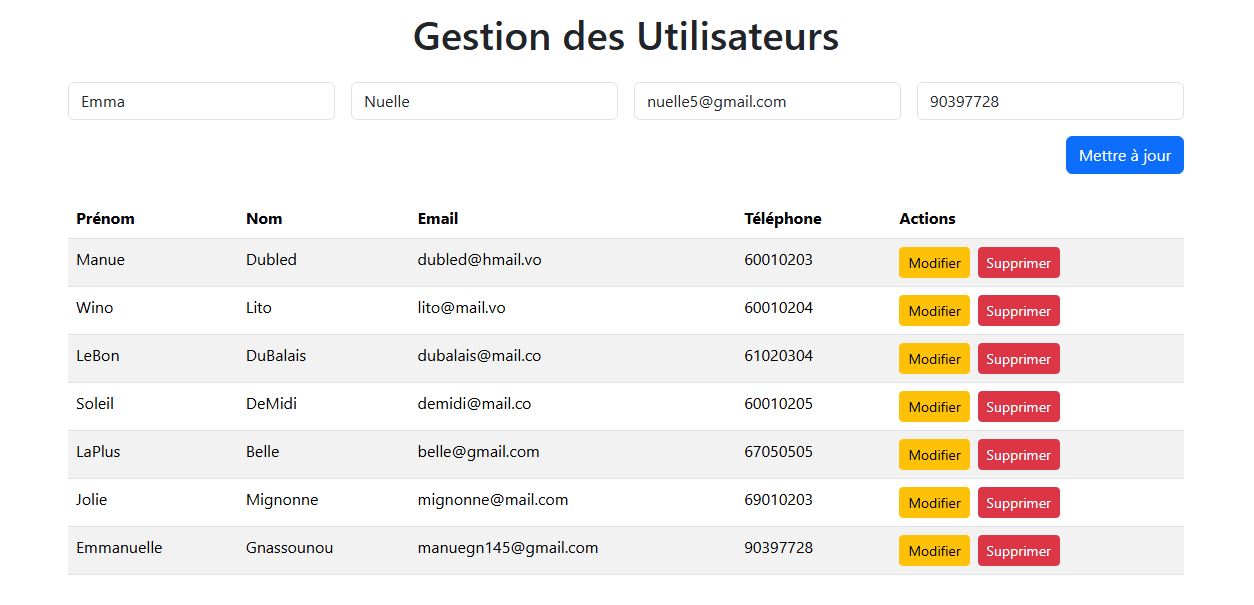 Gestion des Utilisateurs
Emma Nuelle nuelle5@gmail.com 90397728
Mettre à jour
Prénom Nom Email Téléphone Actions
Manue Dubled dubled@hmail.vo 60010203 Modifier Supprimer
Wino Lito lito@mail.vo 60010204 Modifier Supprimer
LeBon DuBalais dubalais@mail.co 61020304 Modifier Supprimer
Soleil DeMidi demidi@mail.co 60010205 Modifier Supprimer
LaPlus Belle belle@gmail.com 67050505 Modifier Supprimer
Jolie Mignonne mignonne@mail.com 69010203 Modifier Supprimer
Emmanuelle Gnassounou manuegn145@gmail.com 90397728 Modifier Supprimer